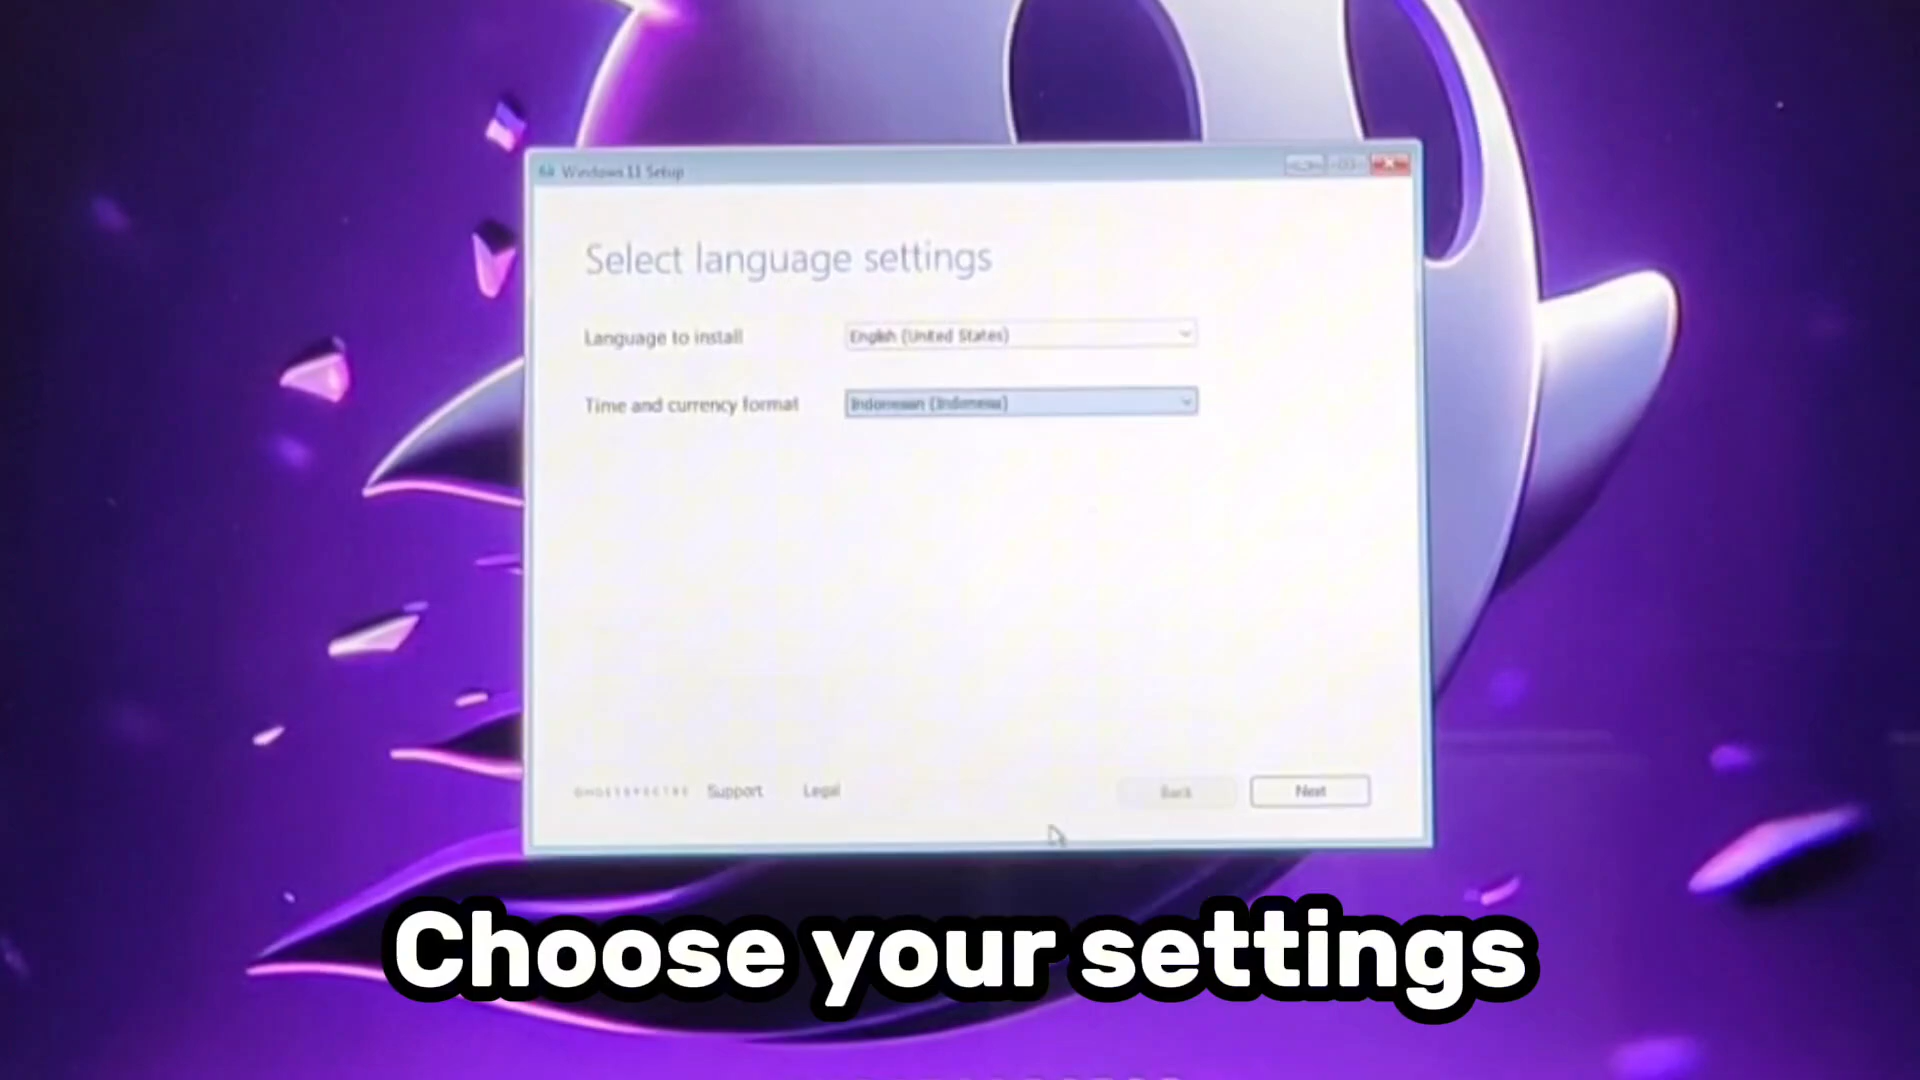 Windows 11 Setup
Select language settings
Language to install
English (United States)
Time and currency format
Indonesian (Indonesia)
GHOSTSPECTRE Support Legal
Back Next
Choose your settings